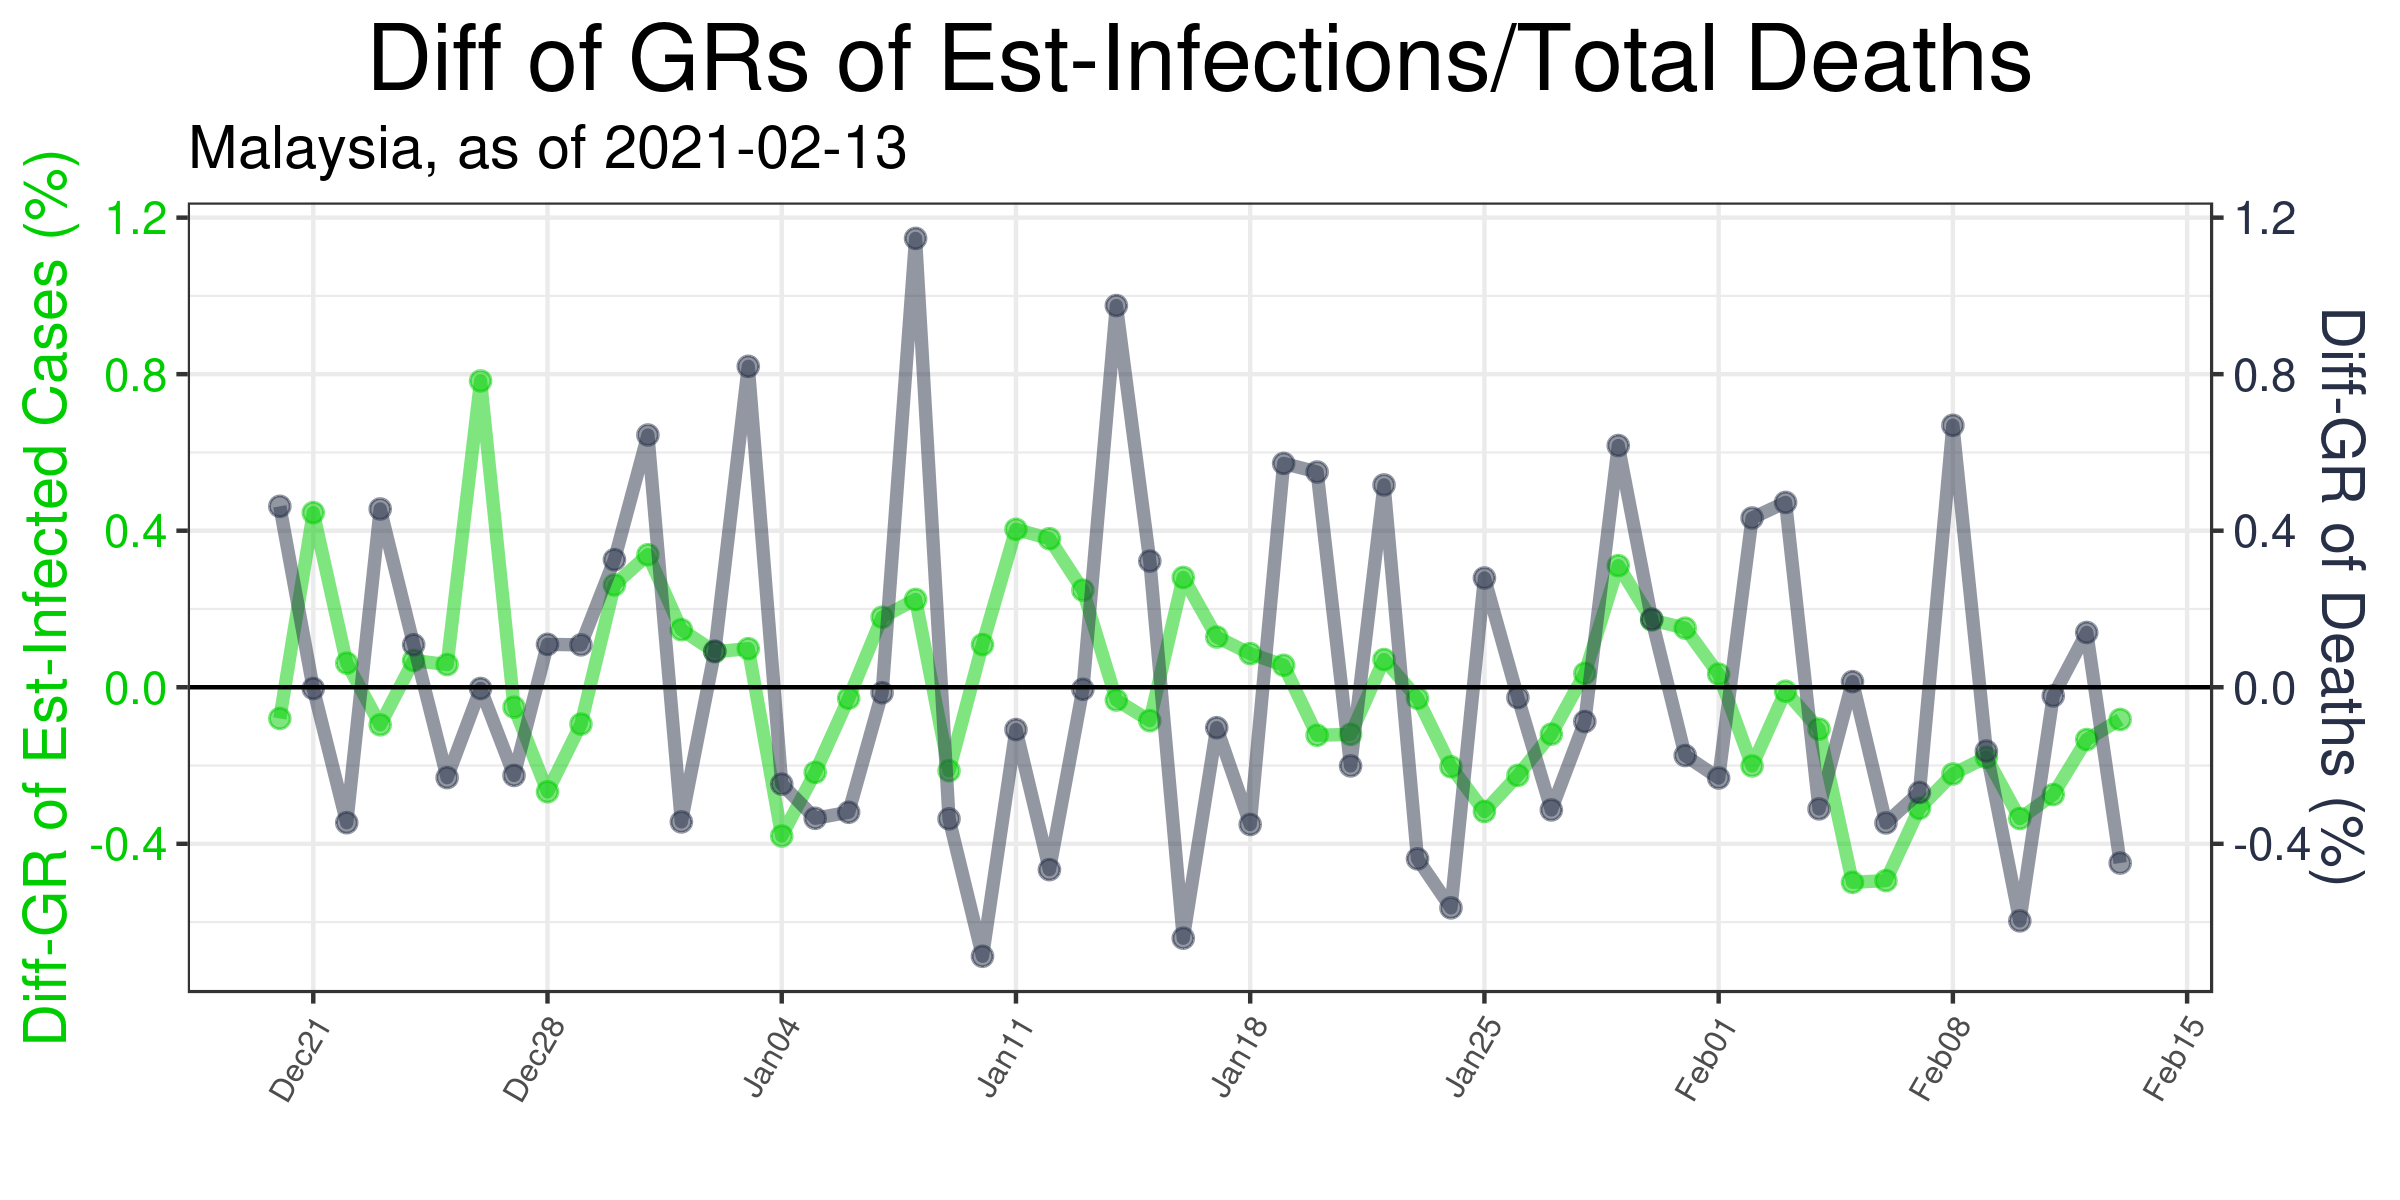 Diff of GRs of Est-Infections/Total Deaths
Malaysia, as of 2021-02-13
Diff-GR of Est-Infected Cases (%)
1.2
0.8
0.4
0.0
-0.4
1.2
0.8
0.4
0.0
-0.4
Diff-GR of Deaths (%)
Dec21
Dec28
Jan04
Jan11
Jan18
Jan25
Feb01
Feb08
Feb15